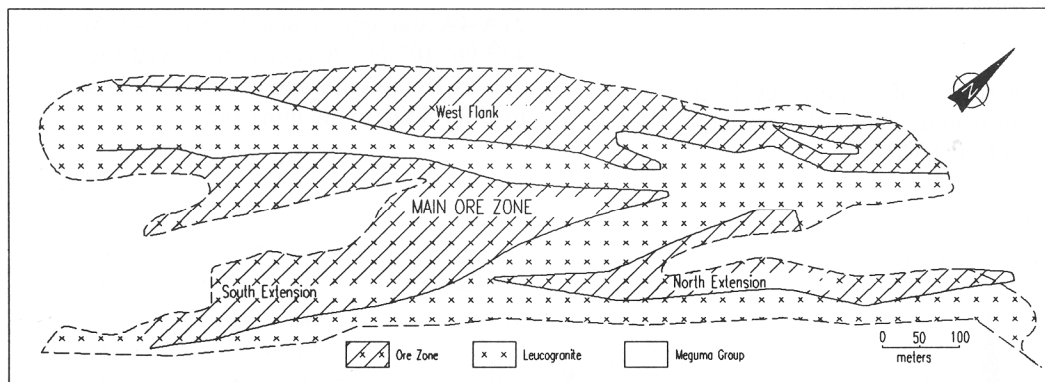 N
West Flank
MAIN ORE ZONE
South Extension
North Extension
Ore Zone
Leucogranite
Meguma Group
0 50 100
meters